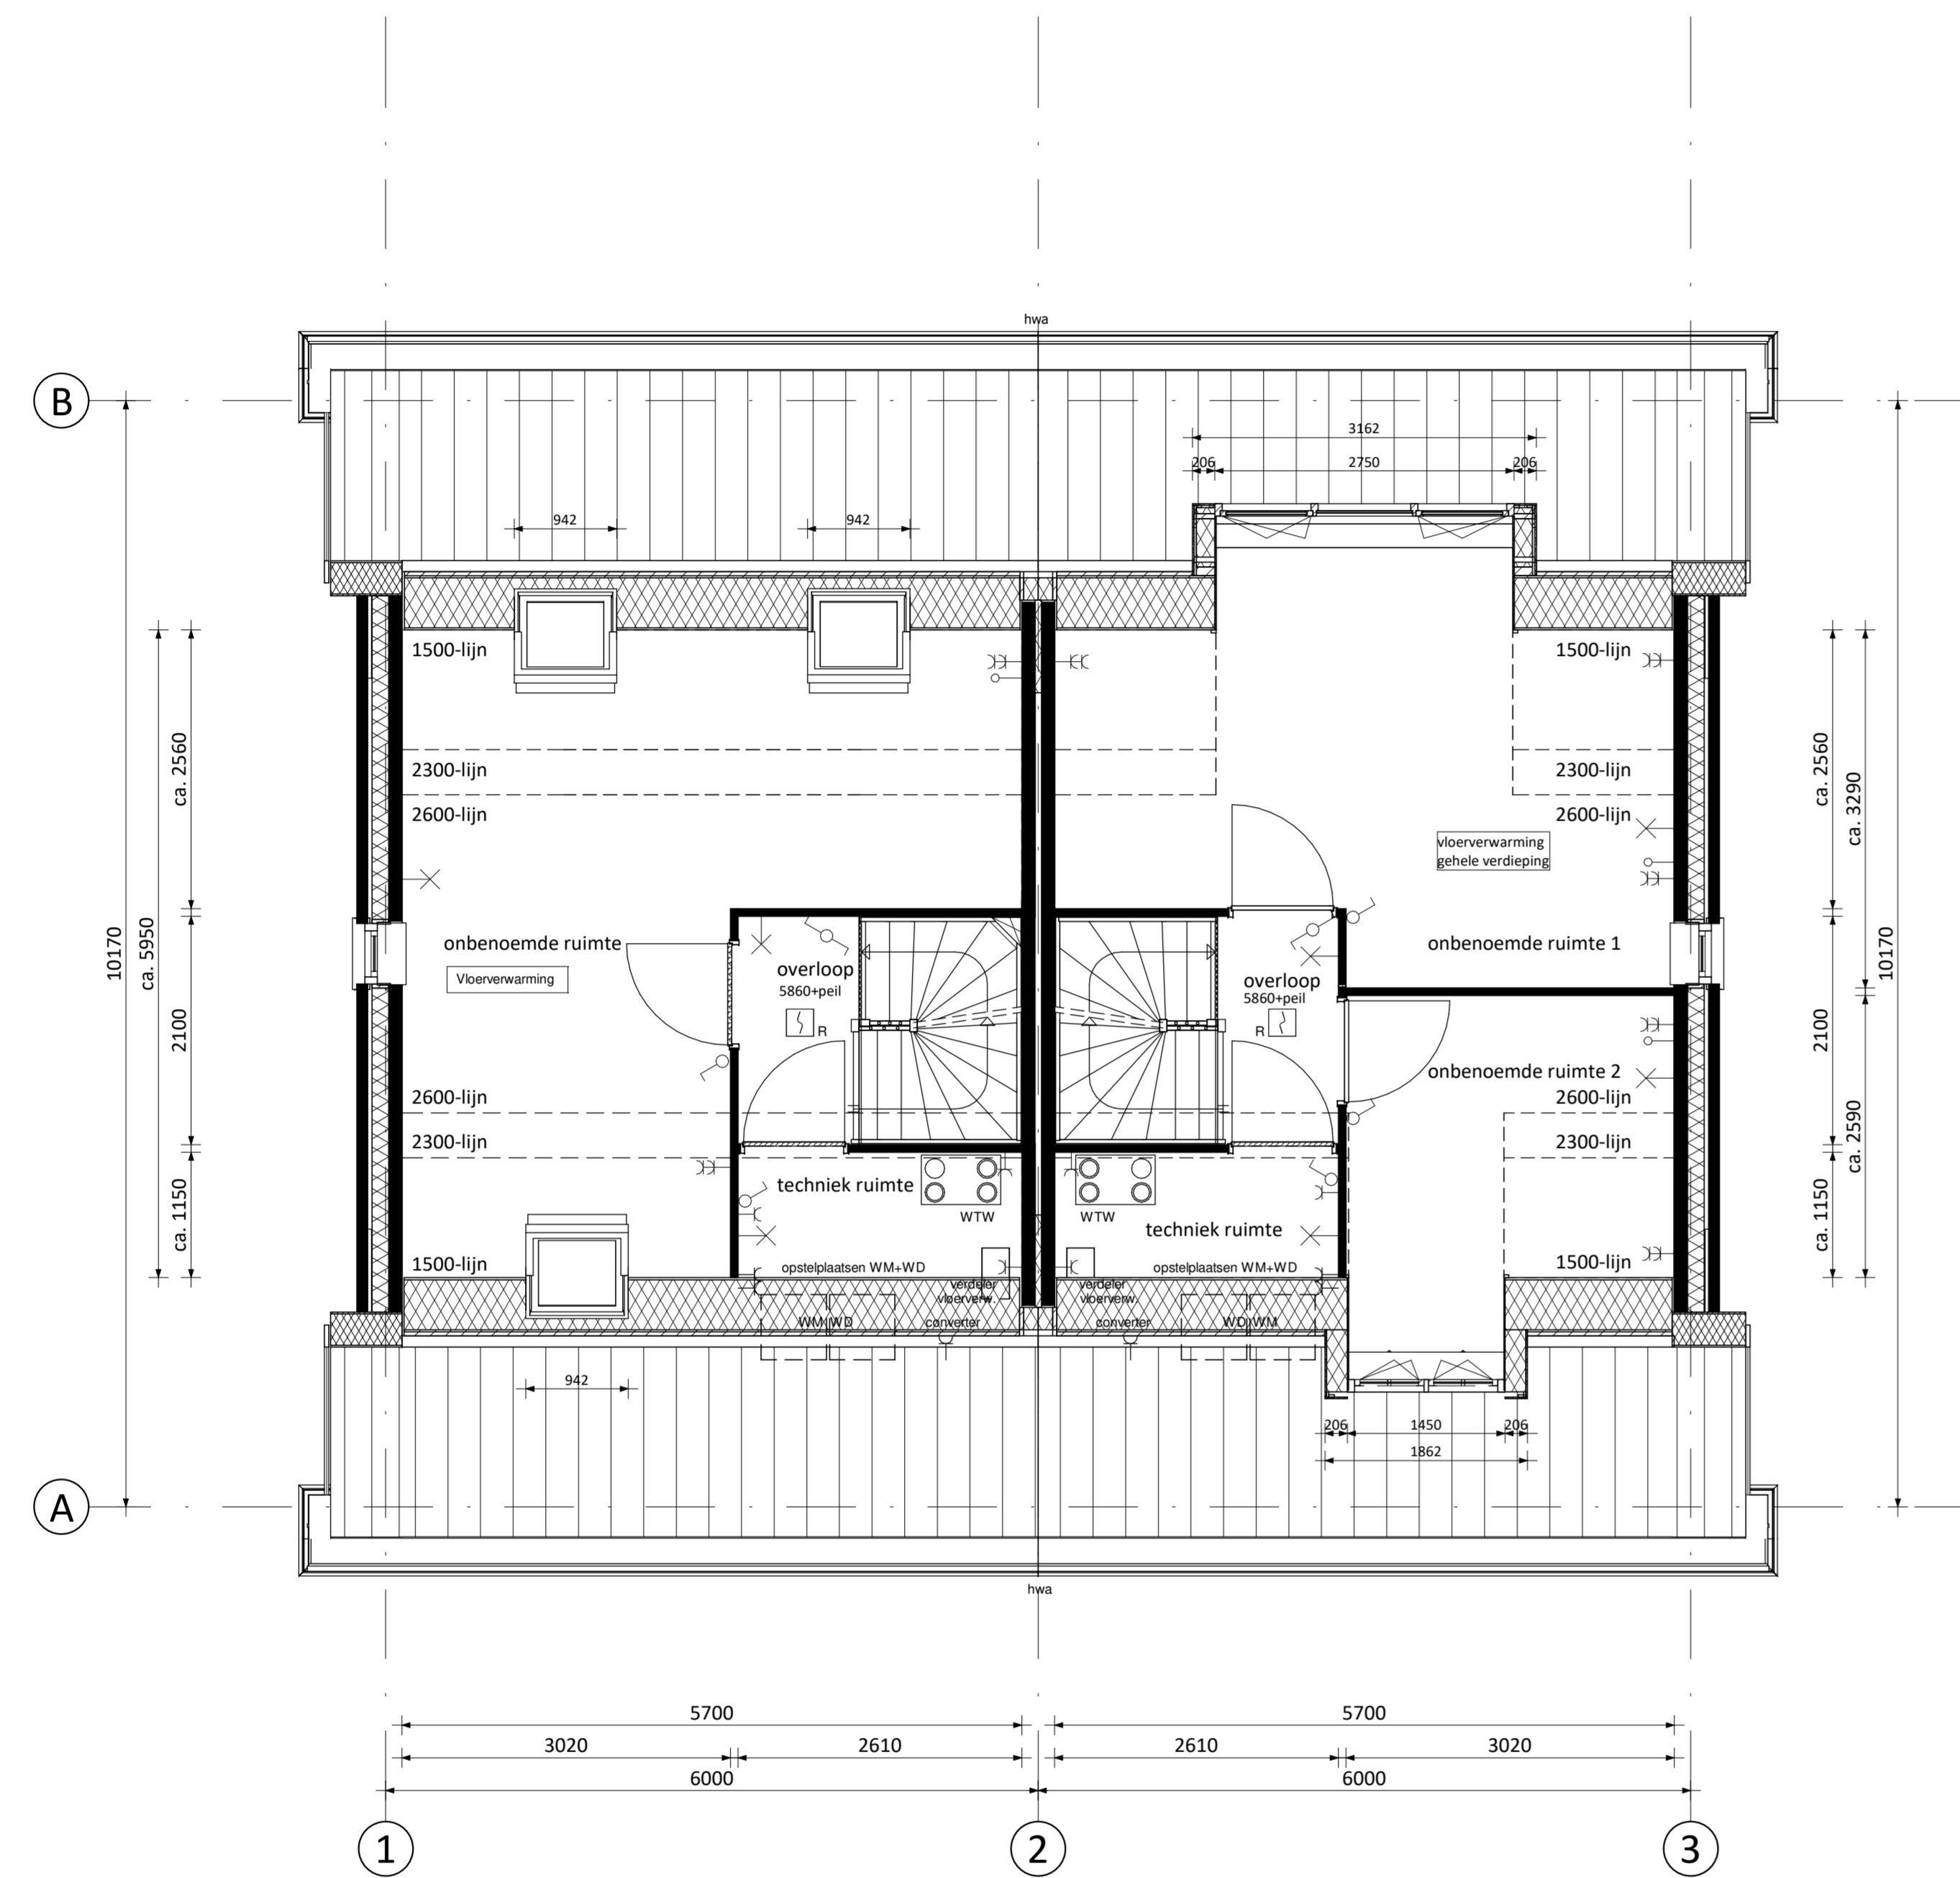 hwa
B
3162
206
2750
206
942
942
1500-lijn
1500-lijn
2300-lijn
2300-lijn
2600-lijn
2600-lijn
ca. 2560
ca. 2560
ca. 3290
vloerverwarming
gehele verdieping
10170
ca. 5950
10170
onbenoemde ruimte
Vloerverwarming
onbenoemde ruimte 1
overloop
5860+peil
R
overloop
5860+peil
R
2100
2100
onbenoemde ruimte 2
2600-lijn
2600-lijn
2300-lijn
2300-lijn
ca. 2590
ca. 1150
ca. 1150
techniek ruimte
WTW
WTW
techniek ruimte
1500-lijn
1500-lijn
opstelplaatsen WM+WD
opstelplaatsen WM+WD
verdeler
vloerverw.
verdeler
vloerverw.
WM
WD
converter
converter
WD
WM
942
206
1450
206
1862
A
hwa
5700
5700
3020
2610
2610
3020
6000
6000
1
2
3